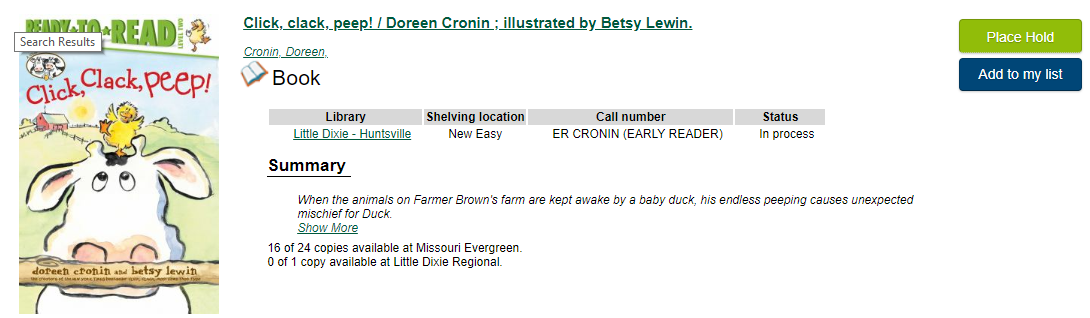 READY-TO-READ
Search Results
Click, Clack, Peep!
doreen cronin and betsy lewin
Click, clack, peep! / Doreen Cronin ; illustrated by Betsy Lewin.
Cronin, Doreen,
Book
Place Hold
Add to my list
Library Shelving location Call number Status
Little Dixie - Huntsville New Easy ER CRONIN (EARLY READER) In process
Summary
When the animals on Farmer Brown's farm are kept awake by a baby duck, his endless peeping causes unexpected
mischief for Duck.
Show More
16 of 24 copies available at Missouri Evergreen.
0 of 1 copy available at Little Dixie Regional.